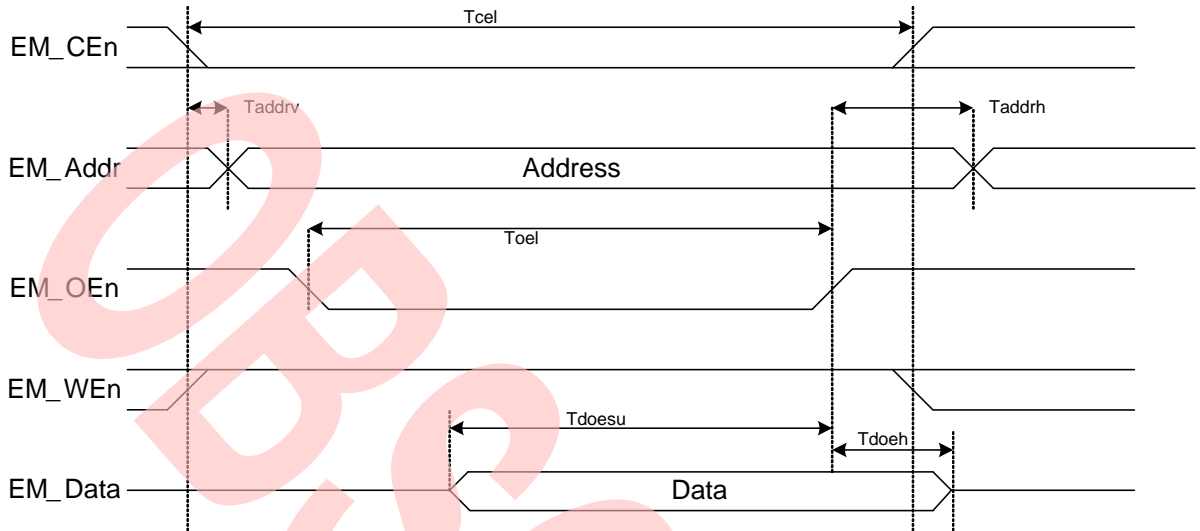 Tcel
EM_CEn
Taddrv
Taddrh
EM_Addr
Address
Toel
EM_OEn
EM_WEn
Tdoesu
Tdoeh
EM_Data
Data